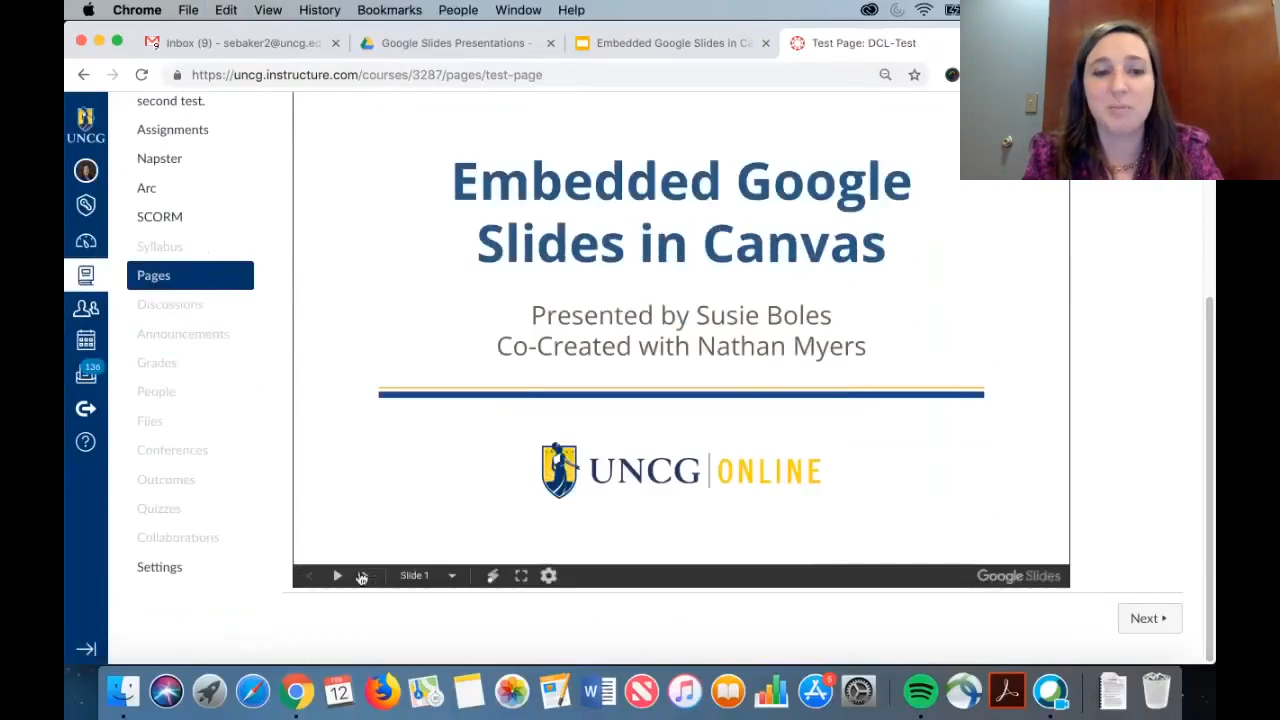 Chrome File Edit View History Bookmarks People Window Help
Inbox (9) - sebaker2@uncg.ed
Google Slides Presentations -
Embedded Google Slides in Ca
Test Page: DCL-Test
https://uncg.instructure.com/courses/3287/pages/test-page
UNCG
second test.
Assignments
Napster
Arc
SCORM
Syllabus
Pages
Discussions
Announcements
Grades
People
Files
Conferences
Outcomes
Quizzes
Collaborations
Settings
136
Embedded Google
Slides in Canvas
Presented by Susie Boles
Co-Created with Nathan Myers
UNCG ONLINE
Slide 1
Google Slides
Next
FEB
12
6